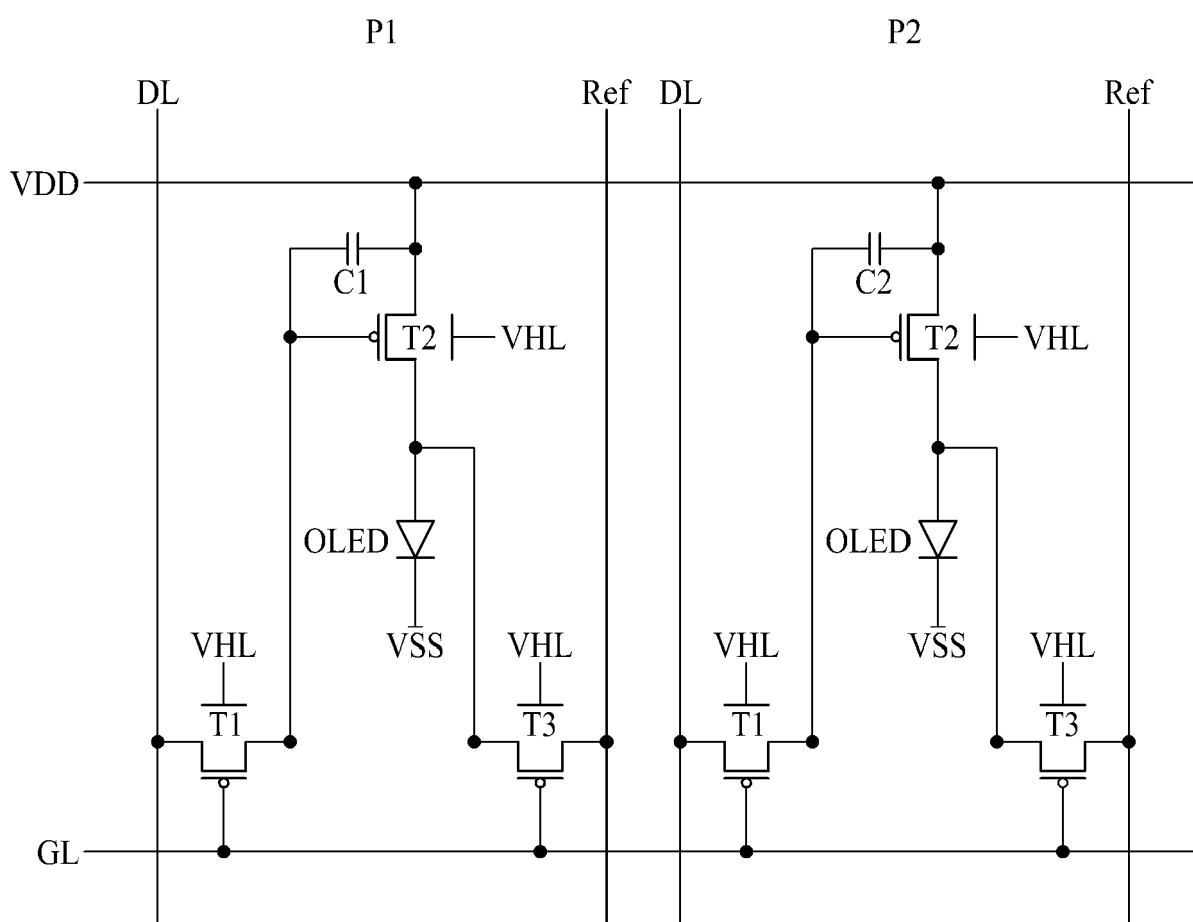 P1 P2
DL Ref DL Ref
VDD
C1 C2
T2 VHL T2 VHL
OLED OLED
VHL VSS VHL VHL VSS VHL
T1 T3 T1 T3
GL